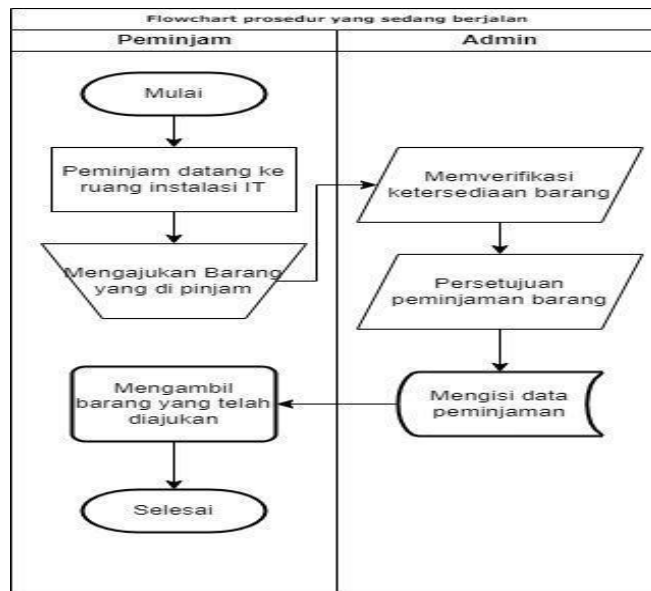 Flowchart prosedur yang sedang berjalan
Peminjam
Admin
Mulai
Peminjam datang ke
ruang instalasi IT
Mengajukan Barang
yang di pinjam
Memverifikasi
ketersediaan barang
Persetujuan
peminjaman barang
Mengisi data
peminjaman
Mengambil
barang yang telah
diajukan
Selesai